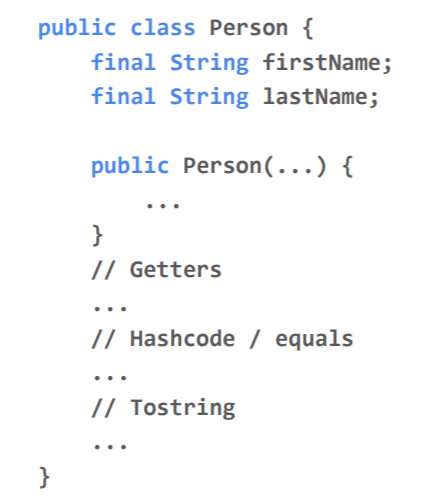 public class Person {
    final String firstName;
    final String lastName;

    public Person(...) {
        ...
    }
    // Getters
    ...
    // Hashcode / equals
    ...
    // Tostring
    ...
}